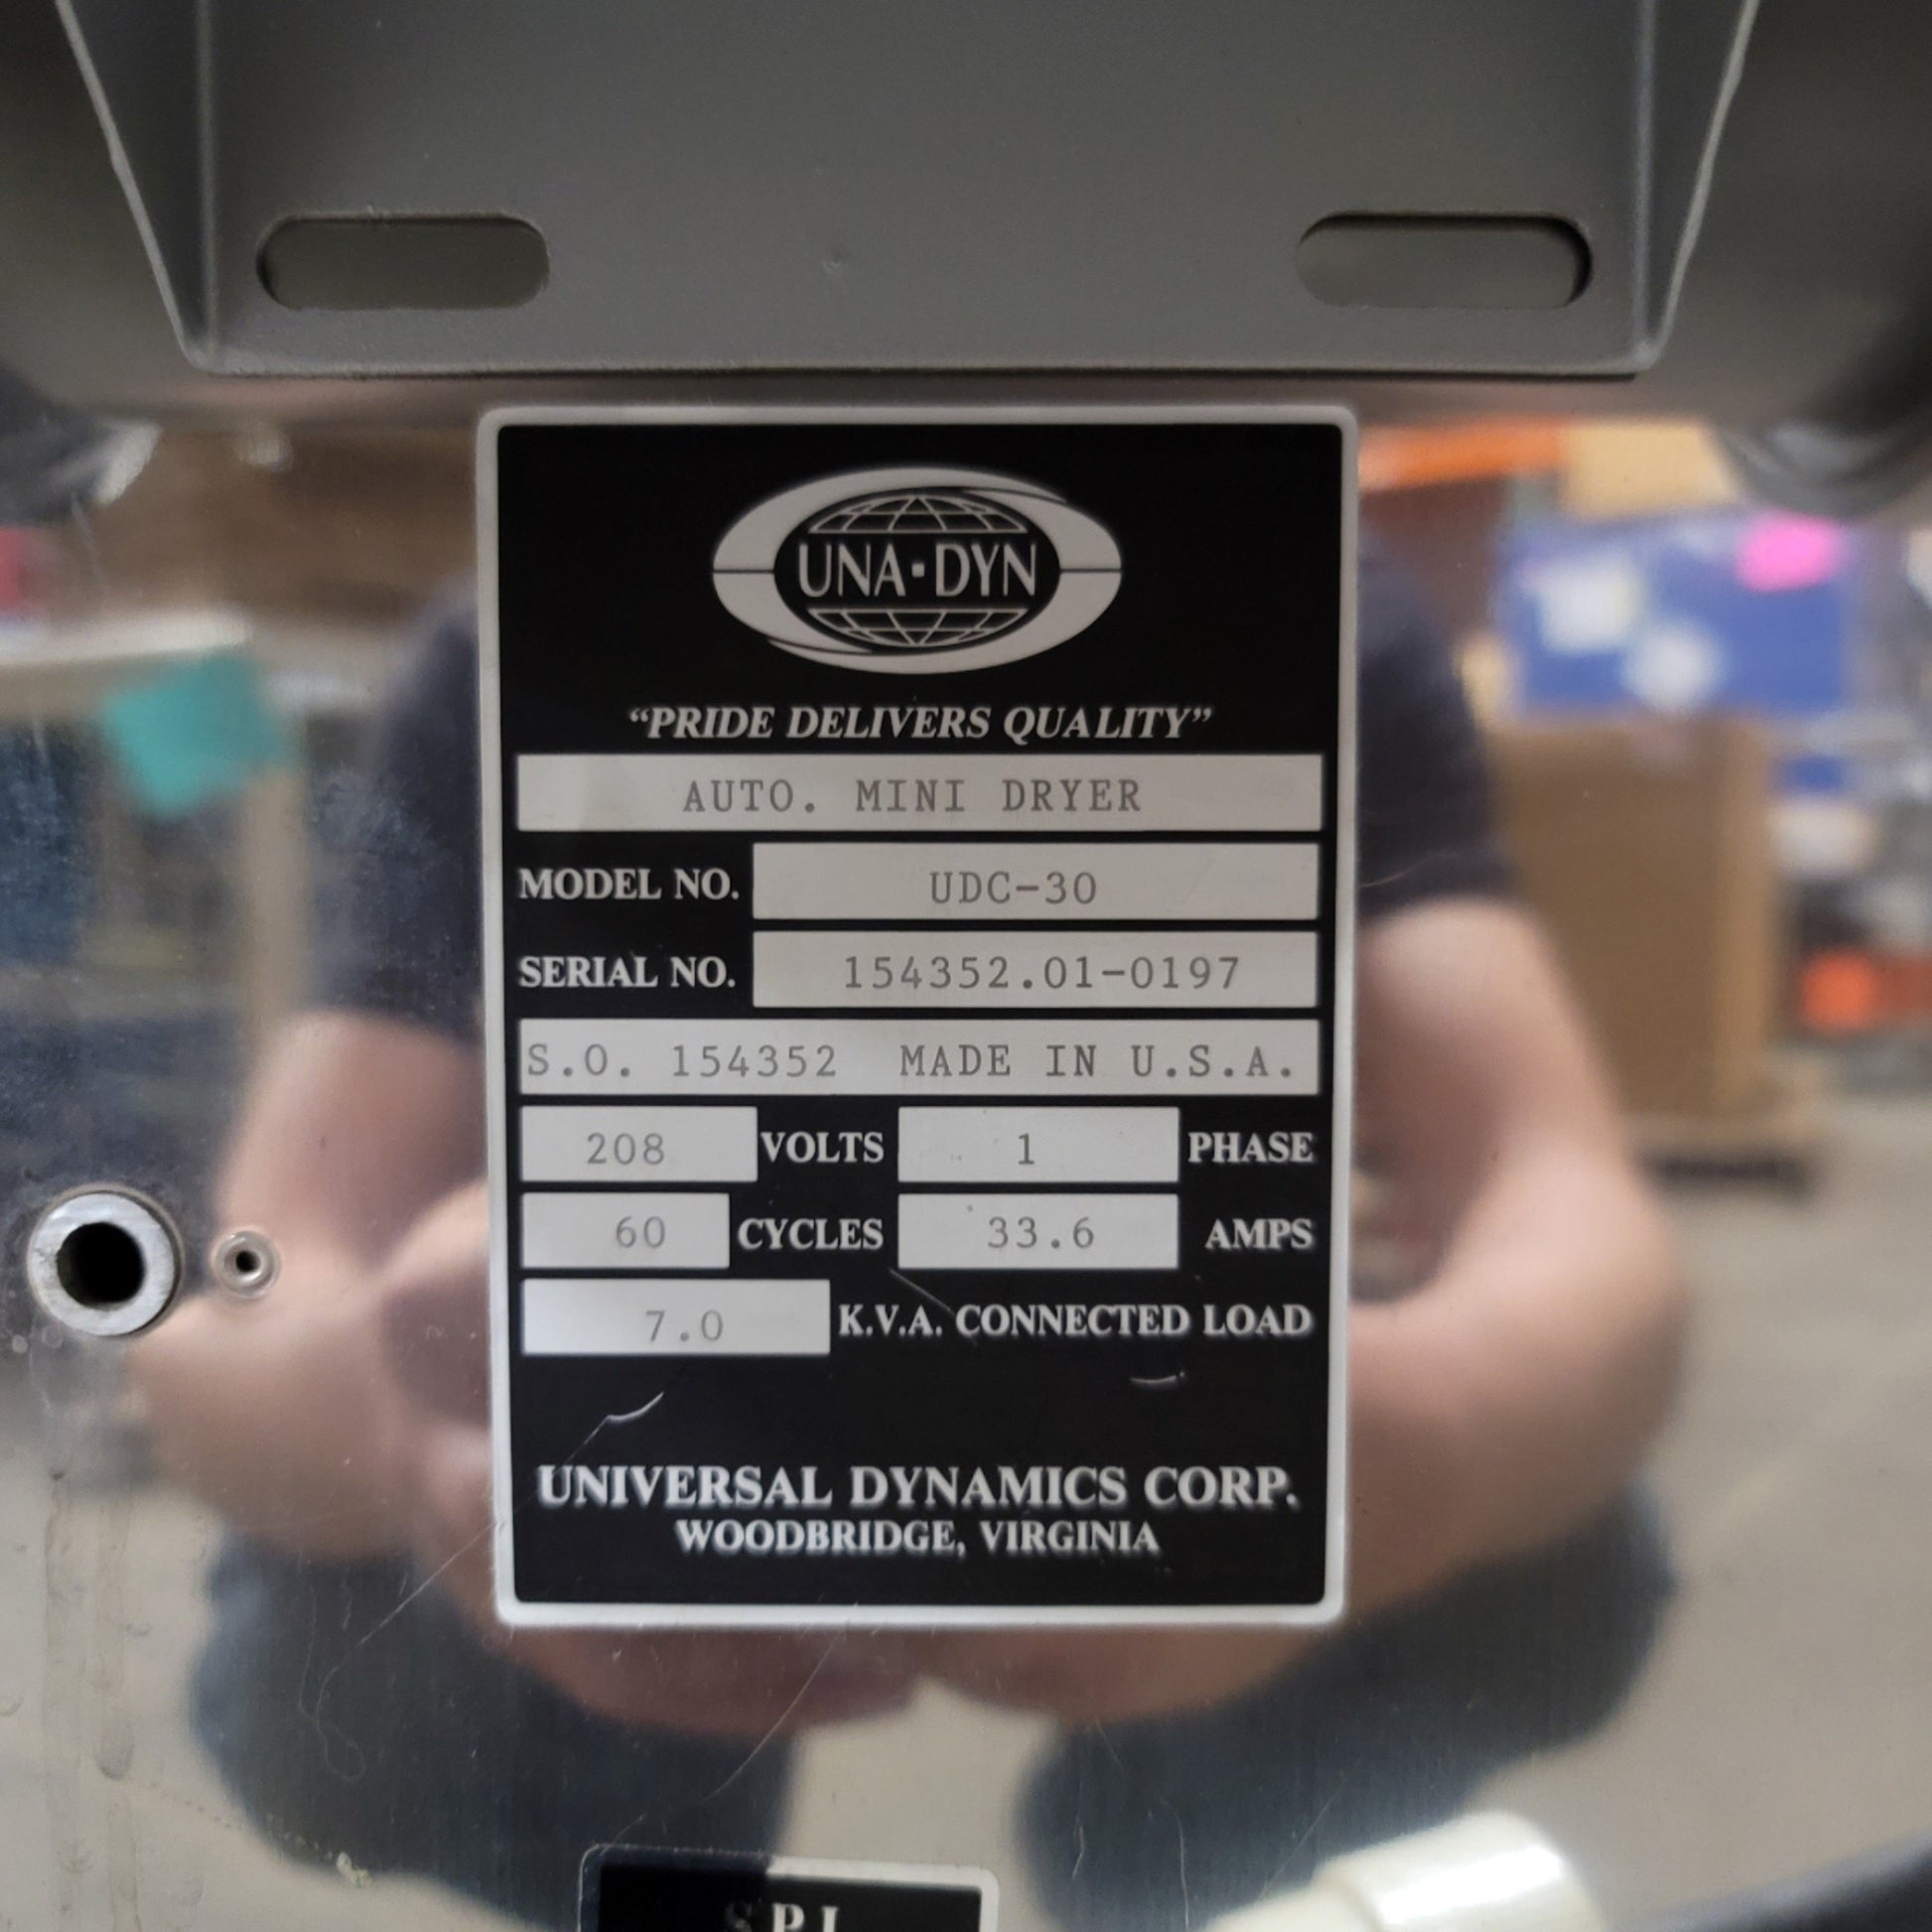 UNA·DYN
“PRIDE DELIVERS QUALITY”
AUTO. MINI DRYER
MODEL NO. UDC-30
SERIAL NO. 154352.01-0197
S.O. 154352 MADE IN U.S.A.
208 VOLTS 1 PHASE
60 CYCLES 33.6 AMPS
7.0 K.V.A. CONNECTED LOAD
UNIVERSAL DYNAMICS CORP.
WOODBRIDGE, VIRGINIA
SPI